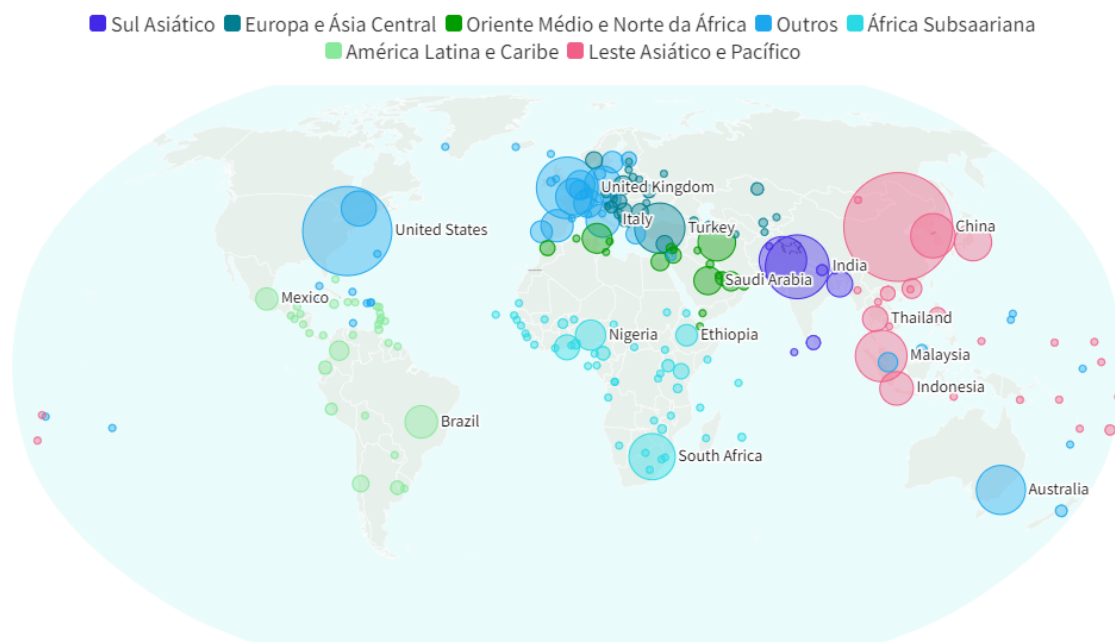 Sul Asiático Europa e Ásia Central Oriente Médio e Norte da África Outros África Subsaariana
América Latina e Caribe Leste Asiático e Pacífico
United Kingdom
Italy
Turkey
United States
China
India
Saudi Arabia
Mexico
Thailand
Nigeria
Ethiopia
Malaysia
Indonesia
Brazil
South Africa
Australia